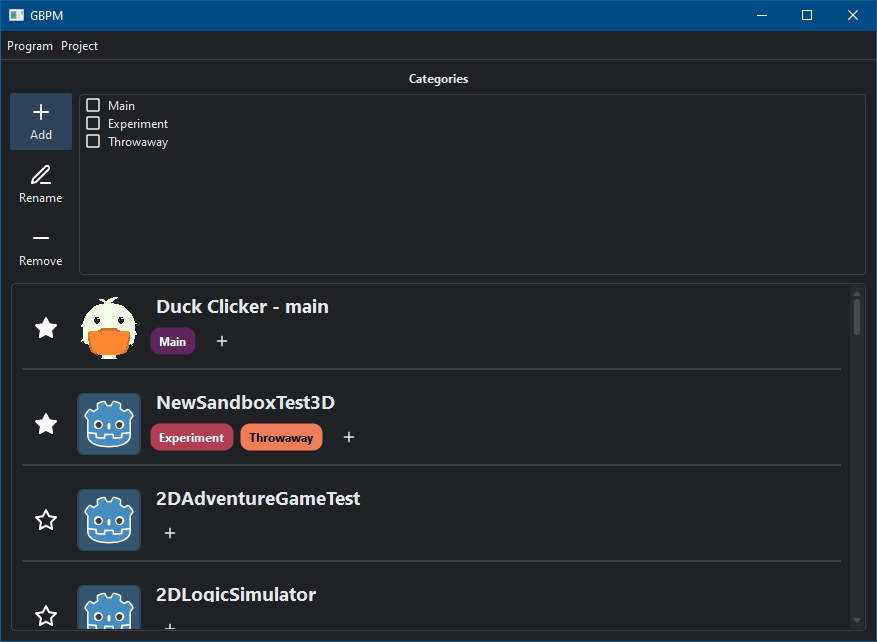 GBPM
Program Project
Categories
Add
Rename
Remove
Main
Experiment
Throwaway
Duck Clicker - main
Main +
NewSandboxTest3D
Experiment Throwaway +
2DAdventureGameTest
+
2DLogicSimulator
+